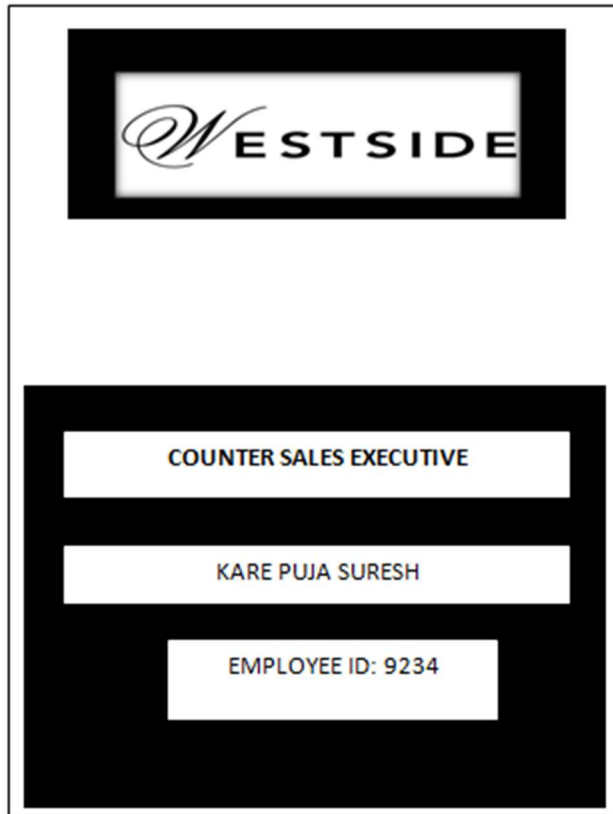 WESTSIDE
COUNTER SALES EXECUTIVE
KARE PUJA SURESH
EMPLOYEE ID: 9234